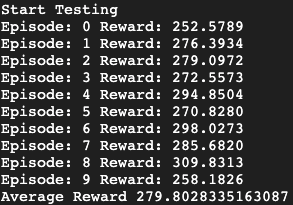 Start Testing
Episode: 0 Reward: 252.5789
Episode: 1 Reward: 276.3934
Episode: 2 Reward: 279.0972
Episode: 3 Reward: 272.5573
Episode: 4 Reward: 294.8504
Episode: 5 Reward: 270.8280
Episode: 6 Reward: 298.0273
Episode: 7 Reward: 285.6820
Episode: 8 Reward: 309.8313
Episode: 9 Reward: 258.1826
Average Reward 279.8028335163087